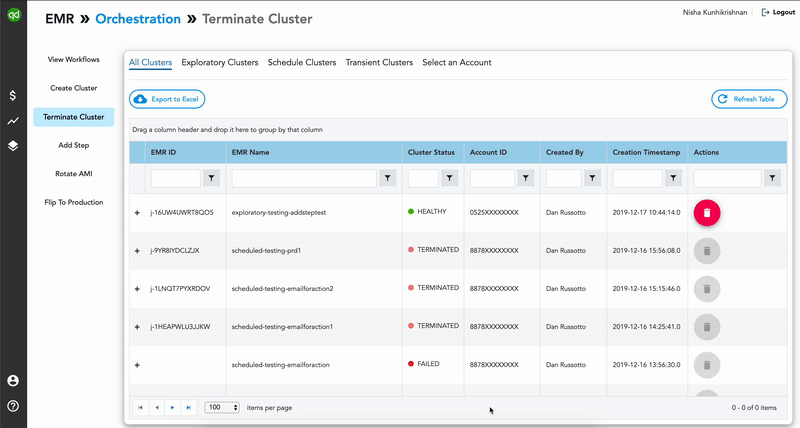 qd
EMR » Orchestration » Terminate Cluster
Nisha Kunhikrishnan
Logout
View Workflows
Create Cluster
Terminate Cluster
Add Step
Rotate AMI
Flip To Production
All Clusters Exploratory Clusters Schedule Clusters Transient Clusters Select an Account
Export to Excel
Refresh Table
Drag a column header and drop it here to group by that column
EMR ID EMR Name Cluster Status Account ID Created By Creation Timestamp Actions
+ j-16UW4UWRT8QOS exploratory-testing-addsteptest HEALTHY 0525XXXXXXXX Dan Russotto 2019-12-17 10:44:14.0
+ j-9YR8IYDCLZJX scheduled-testing-prd1 TERMINATED 8878XXXXXXXX Dan Russotto 2019-12-16 15:56:08.0
+ j-1LNQT7PYXRDOV scheduled-testing-emailforaction2 TERMINATED 8878XXXXXXXX Dan Russotto 2019-12-16 15:15:46.0
+ j-1HEAPWLU3JJKW scheduled-testing-emailforaction1 TERMINATED 8878XXXXXXXX Dan Russotto 2019-12-16 14:25:41.0
+ scheduled-testing-emailforaction FAILED 8878XXXXXXXX Dan Russotto 2019-12-16 13:56:30.0
100 items per page
0 - 0 of 0 items